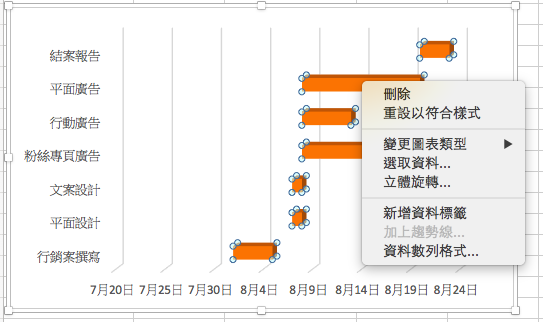 結案報告
平面廣告
行動廣告
粉絲專頁廣告
文案設計
平面設計
行銷案撰寫
7月20日 7月25日 7月30日 8月4日 8月9日 8月14日 8月19日 8月24日
刪除
重設以符合樣式
變更圖表類型
選取資料...
立體旋轉...
新增資料標籤
加上趨勢線...
資料數列格式...